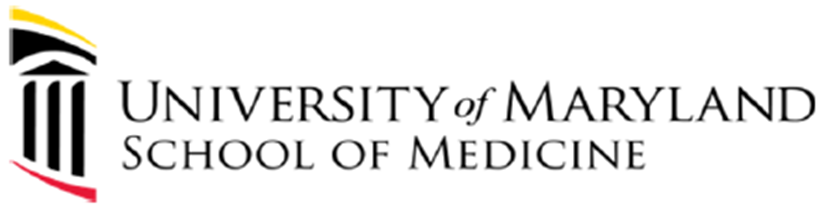 UNIVERSITY of MARYLAND
SCHOOL OF MEDICINE